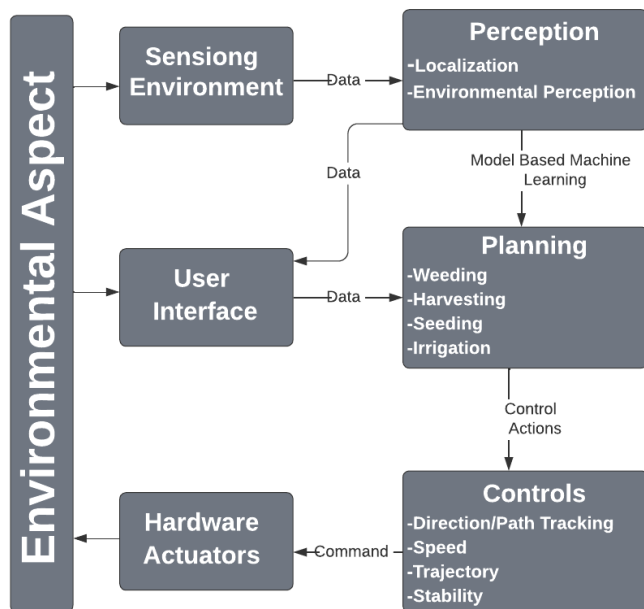 Environmental Aspect
Sensiong
Environment
Data
Perception
-Localization
-Environmental Perception
Data
Model Based Machine
Learning
User
Interface
Data
Planning
-Weeding
-Harvesting
-Seeding
-Irrigation
Control
Actions
Hardware
Actuators
Command
Controls
-Direction/Path Tracking
-Speed
-Trajectory
-Stability